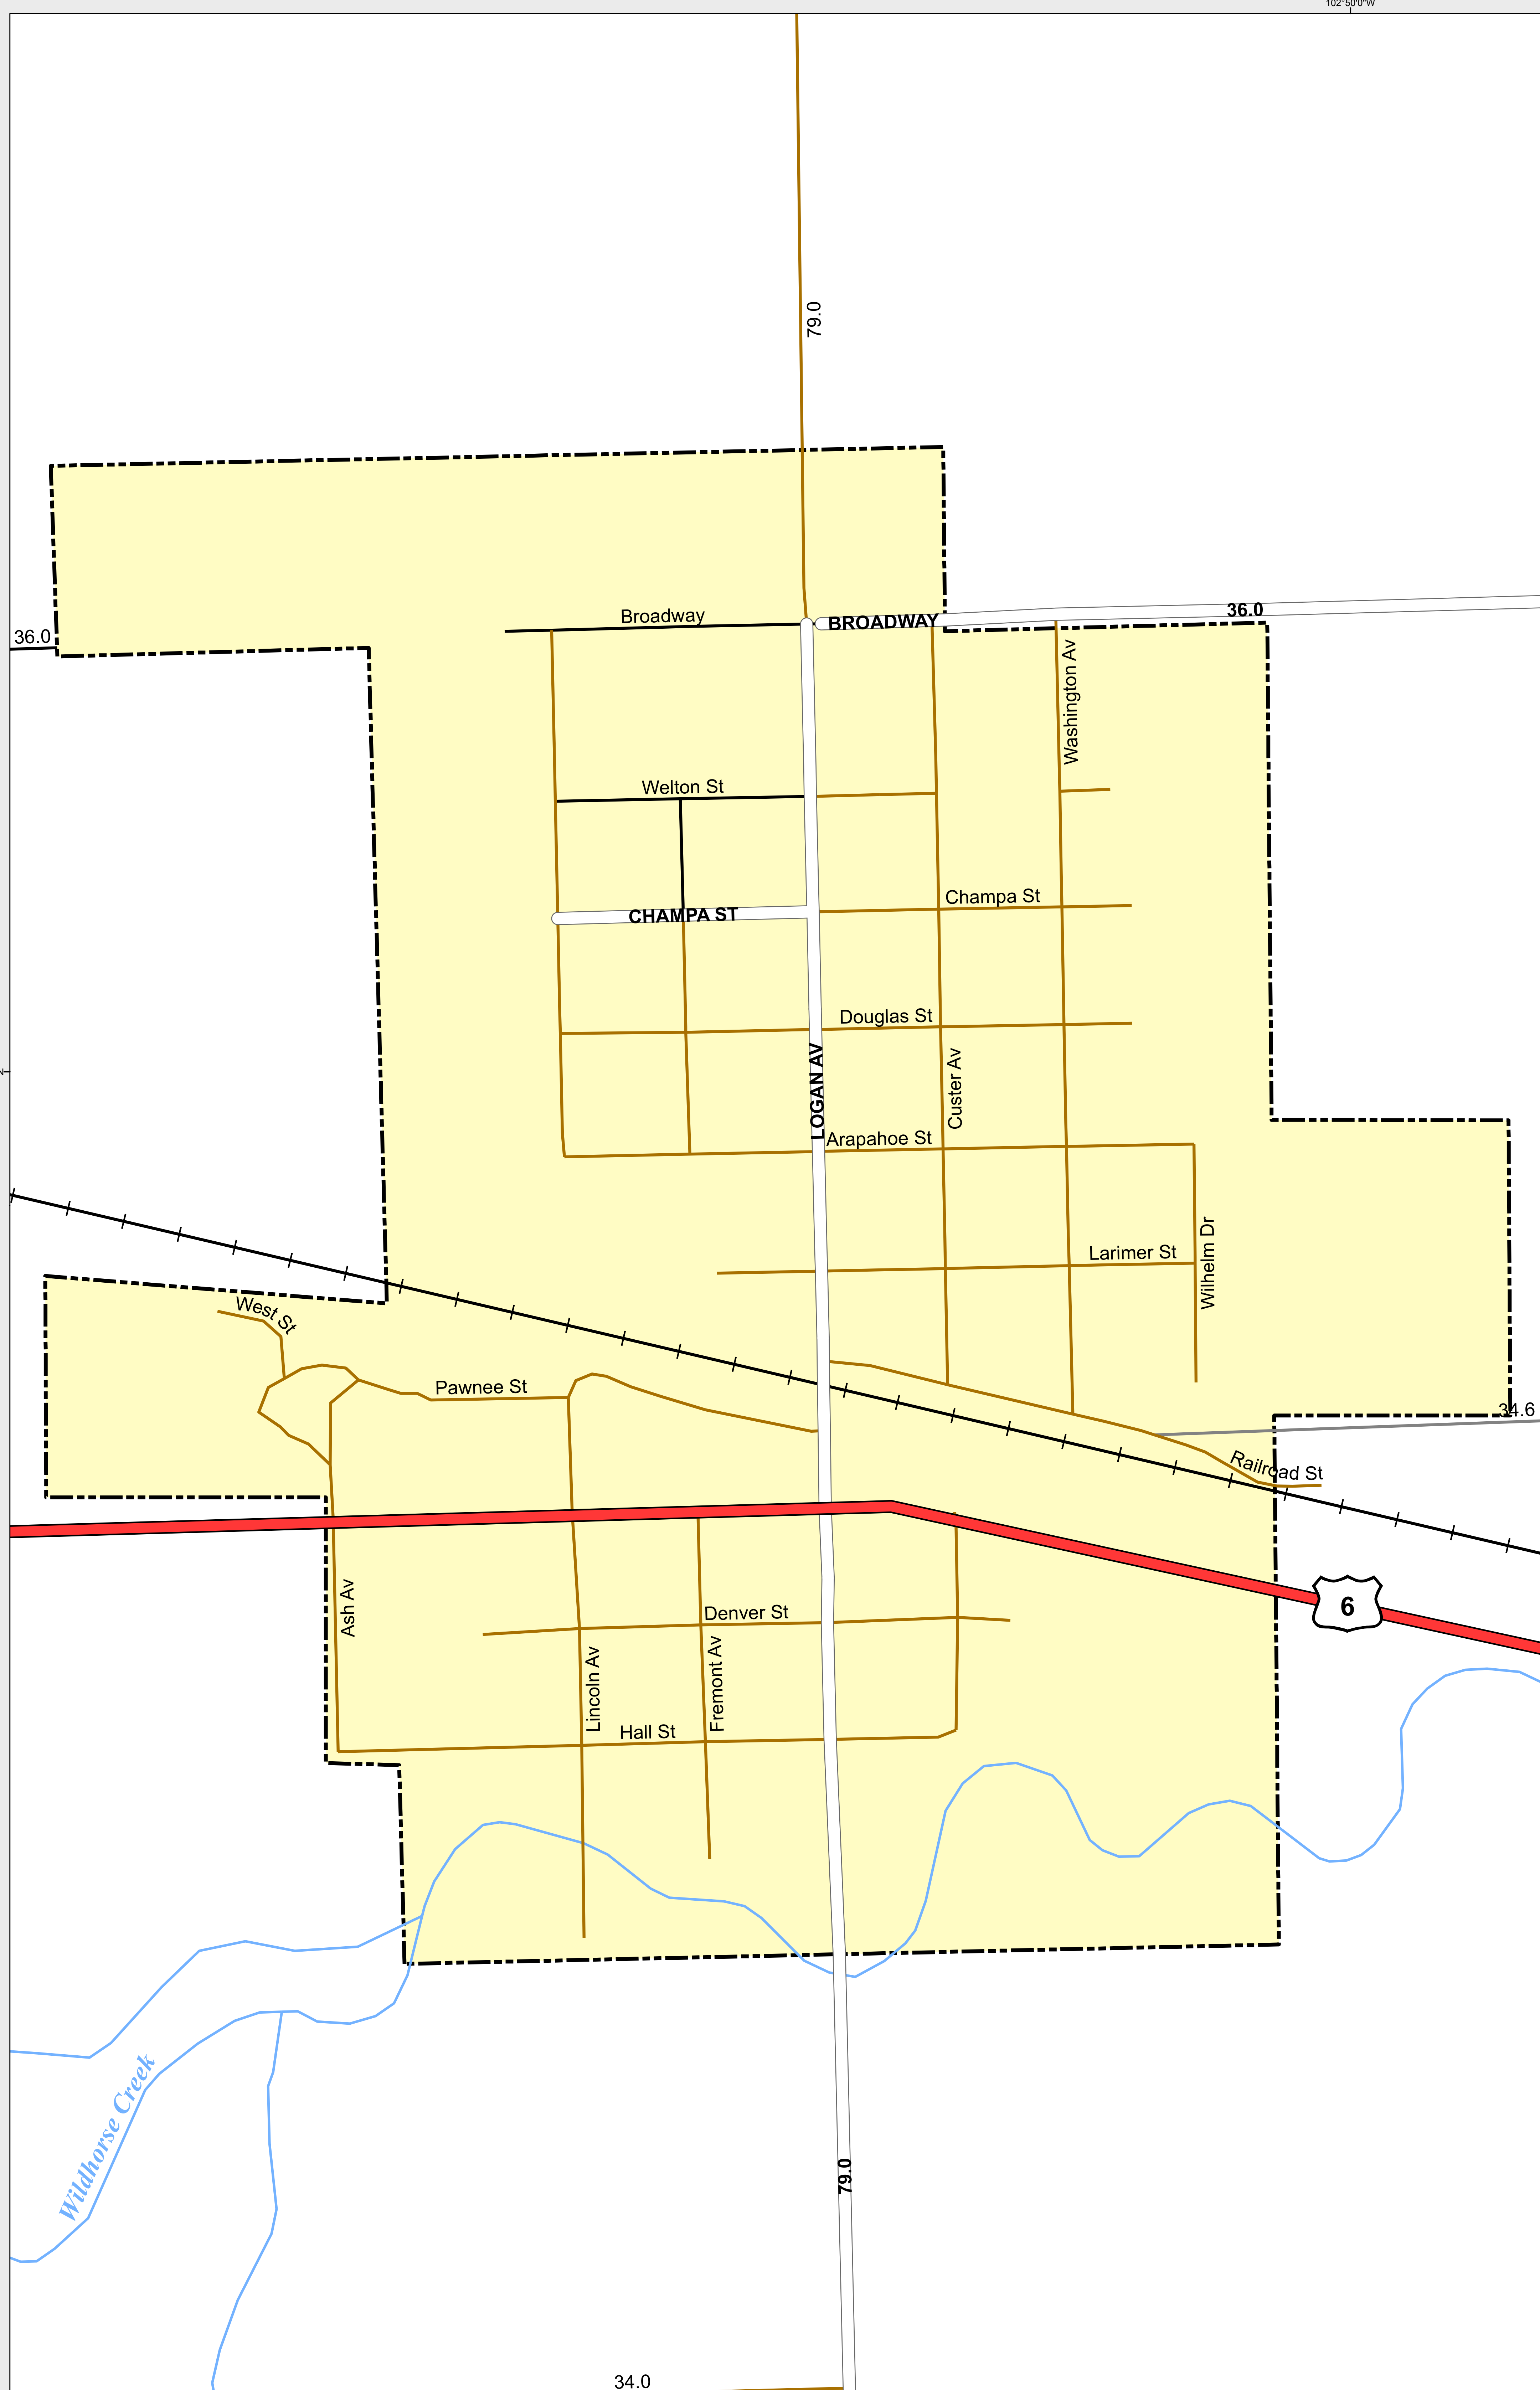 102°50'0"W
79.0
Broadway
BROADWAY
36.0
36.0
Washington Av
Welton St
Champa St
CHAMPA ST
Douglas St
LOGAN AV
Custer Av
Arapahoe St
Larimer St
Wilhelm Dr
West St
Pawnee St
34.6
Railroad St
6
Ash Av
Denver St
Lincoln Av
Fremont Av
Hall St
Wildhorse Creek
79.0
34.0